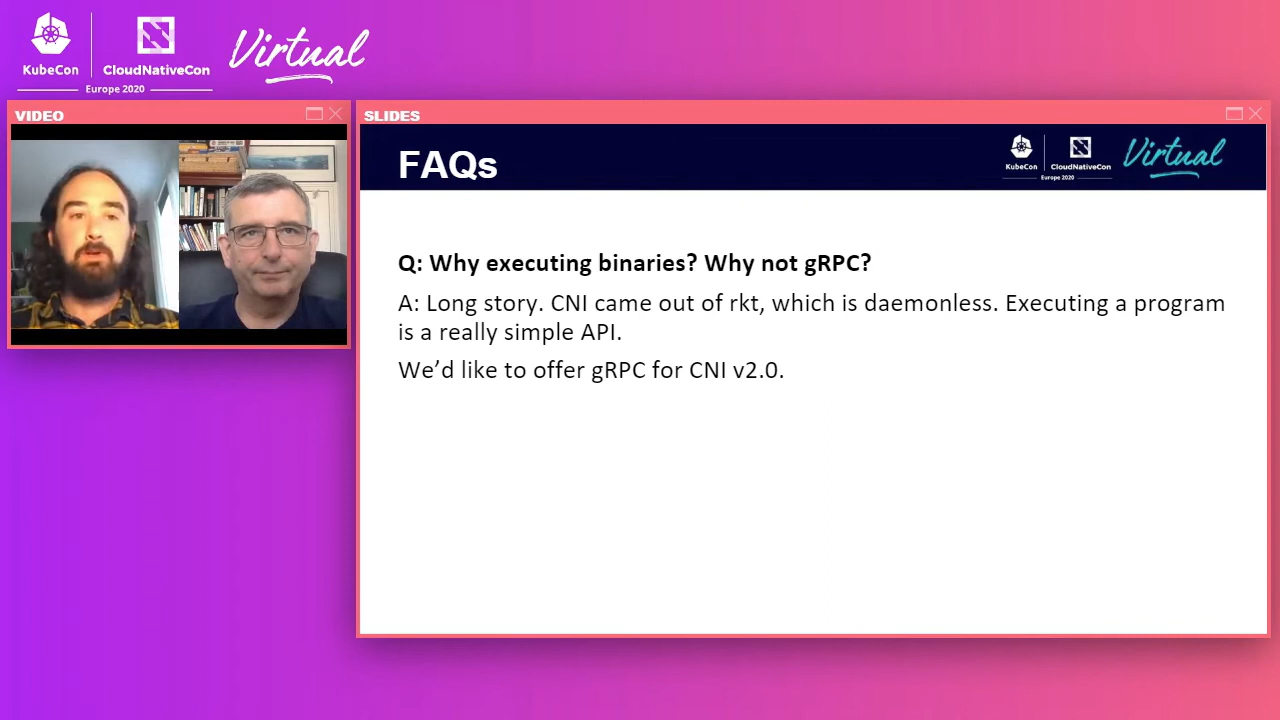 KubeCon
CloudNativeCon
Europe 2020
Virtual
VIDEO
SLIDES
FAQs
KubeCon
CloudNativeCon
Europe 2020
Virtual
Q: Why executing binaries? Why not gRPC?
A: Long story. CNI came out of rkt, which is daemonless. Executing a program
is a really simple API.
We’d like to offer gRPC for CNI v2.0.